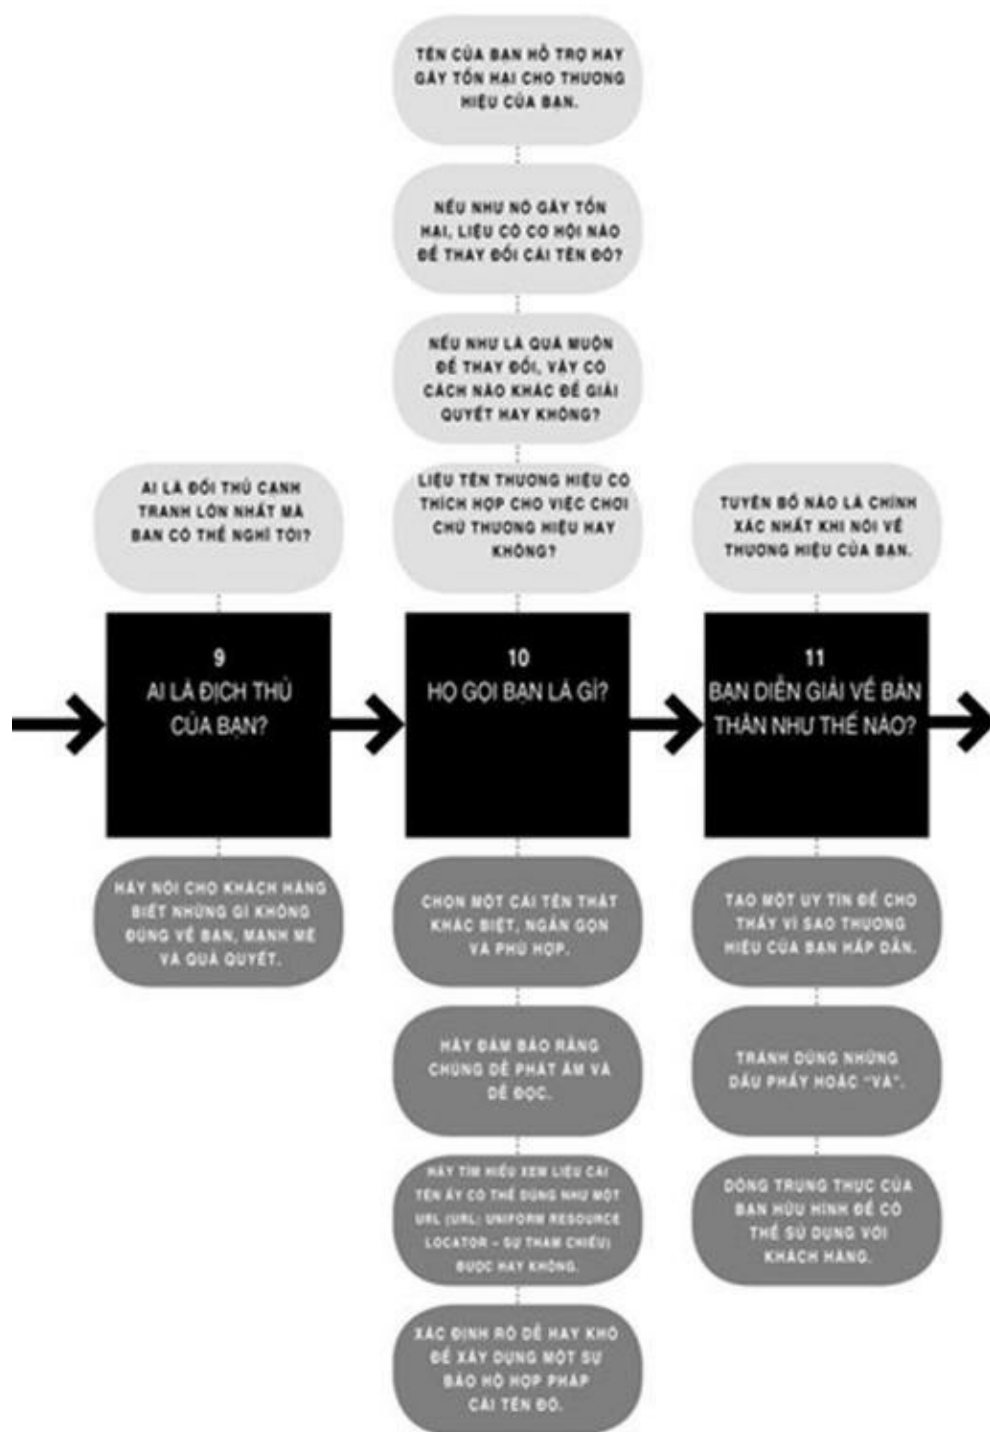 TÊN CỦA BẠN HỖ TRỢ HAY
GÂY TỔN HẠI CHO THƯƠNG
HIỆU CỦA BẠN.
NẾU NHƯ NÓ GÂY TỔN
HẠI, LIỆU CÓ CƠ HỘI NÀO
ĐỂ THAY ĐỔI CÁI TÊN ĐÓ?
NẾU NHƯ LÀ QUÁ MUỘN
ĐỂ THAY ĐỔI, VẬY CÓ
CÁCH NÀO KHÁC ĐỂ GIẢI
QUYẾT HAY KHÔNG?
AI LÀ ĐỐI THỦ CẠNH
TRANH LỚN NHẤT MÀ
BẠN CÓ THỂ NGHĨ TỚI?
LIỆU TÊN THƯƠNG HIỆU CÓ
THÍCH HỢP CHO VIỆC CHƠI
CHỮ THƯƠNG HIỆU HAY
KHÔNG?
TUYÊN BỐ NÀO LÀ CHÍNH
XÁC NHẤT KHI NÓI VỀ
THƯƠNG HIỆU CỦA BẠN.
9
AI LÀ ĐỊCH THỦ
CỦA BẠN?
10
HỌ GỌI BẠN LÀ GÌ?
11
BẠN DIỄN GIẢI VỀ BẢN
THÂN NHƯ THẾ NÀO?
HÃY NÓI CHO KHÁCH HÀNG
BIẾT NHỮNG GÌ KHÔNG
ĐÚNG VỀ BẠN, MẠNH MẼ
VÀ QUẢ QUYẾT.
CHỌN MỘT CÁI TÊN THẬT
KHÁC BIỆT, NGẮN GỌN
VÀ PHÙ HỢP.
HÃY ĐẢM BẢO RẰNG
CHÚNG DỄ PHÁT ÂM VÀ
DỄ ĐỌC.
HÃY TÌM HIỂU XEM LIỆU CÁI
TÊN ẤY CÓ THỂ DÙNG NHƯ MỘT
URL (URL: UNIFORM RESOURCE
LOCATOR – SỰ THAM CHIẾU)
ĐƯỢC HAY KHÔNG.
XÁC ĐỊNH RÕ DỄ HAY KHÓ
ĐỂ XÂY DỰNG MỘT SỰ
BẢO HỘ HỢP PHÁP
CÁI TÊN ĐÓ.
TẠO MỘT UY TÍN ĐỂ CHO
THẤY VÌ SAO THƯƠNG
HIỆU CỦA BẠN HẤP DẪN.
TRÁNH DÙNG NHỮNG
DẤU PHẨY HOẶC “VÀ”.
DÒNG TRUNG THỰC CỦA
BẠN HỮU HÌNH ĐỂ CÓ
THỂ SỬ DỤNG VỚI
KHÁCH HÀNG.